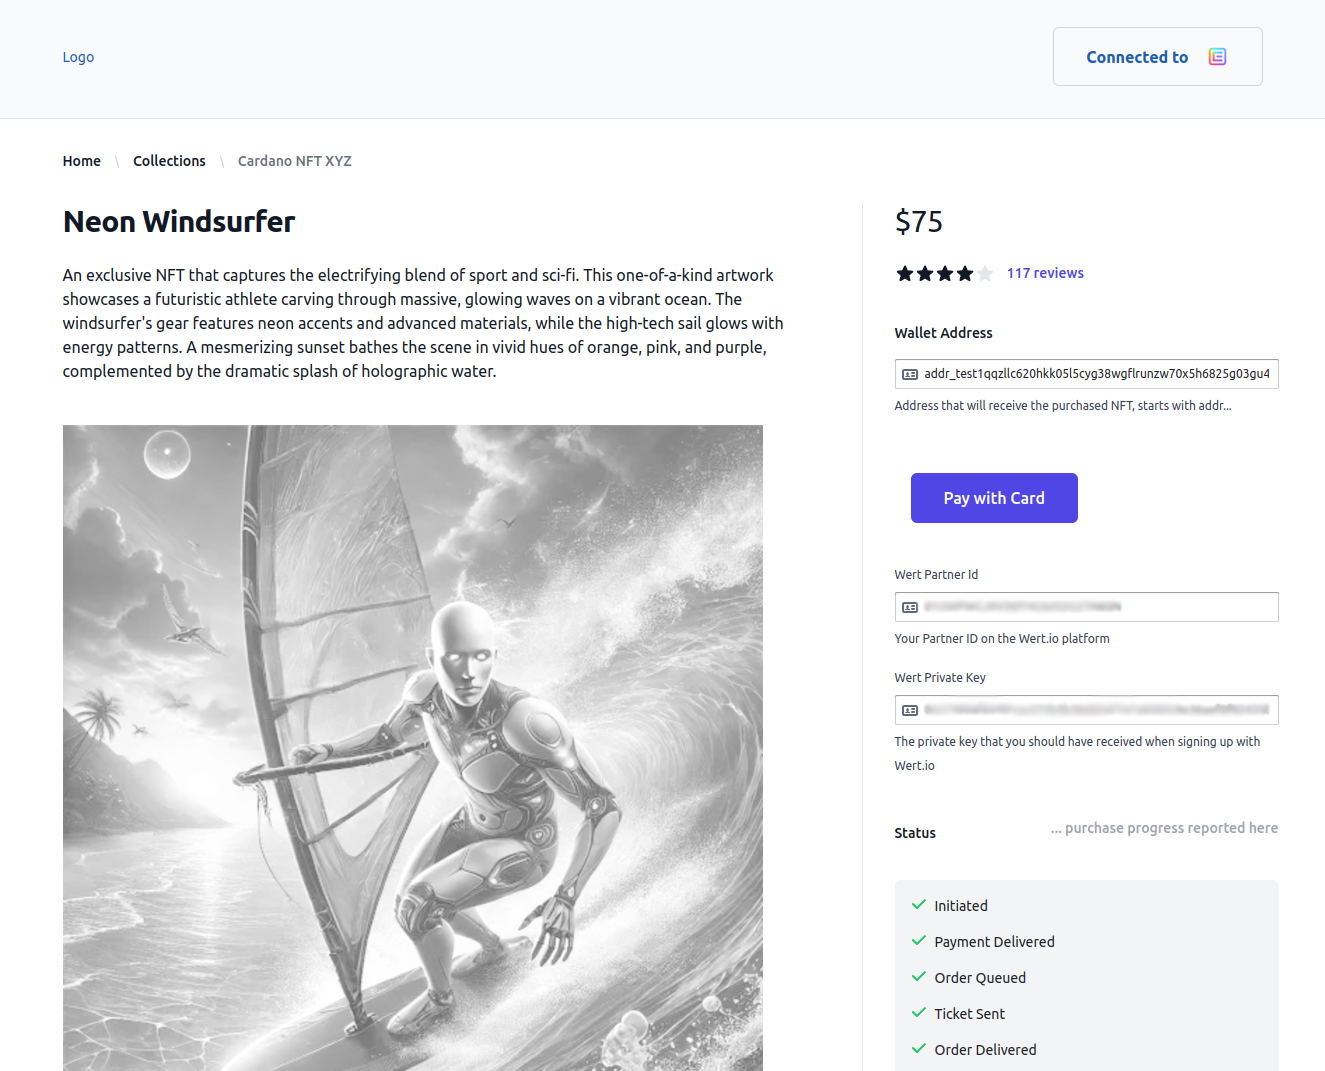 Logo
Connected to
Home \ Collections \ Cardano NFT XYZ
Neon Windsurfer
An exclusive NFT that captures the electrifying blend of sport and sci-fi. This one-of-a-kind artwork
showcases a futuristic athlete carving through massive, glowing waves on a vibrant ocean. The
windsurfer's gear features neon accents and advanced materials, while the high-tech sail glows with
energy patterns. A mesmerizing sunset bathes the scene in vivid hues of orange, pink, and purple,
complemented by the dramatic splash of holographic water.
$75
117 reviews
Wallet Address
addr_test1qqzllc620hkk05l5cyg38wgflrunzw70x5h6825g03gu4
Address that will receive the purchased NFT, starts with addr...
Pay with Card
Wert Partner Id
Your Partner ID on the Wert.io platform
Wert Private Key
The private key that you should have received when signing up with
Wert.io
Status
... purchase progress reported here
Initiated
Payment Delivered
Order Queued
Ticket Sent
Order Delivered